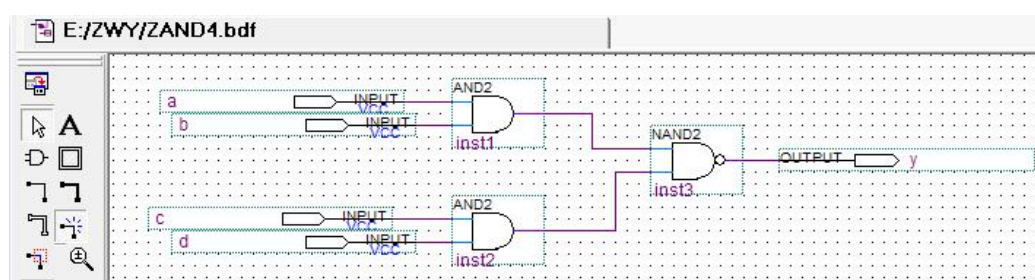 E:/ZWY/ZAND4.bdf
A
a INPUT VCC
AND2
b INPUT VCC
inst1
NAND2
OUTPUT y
inst3
AND2
c INPUT VCC
d INPUT VCC
inst2